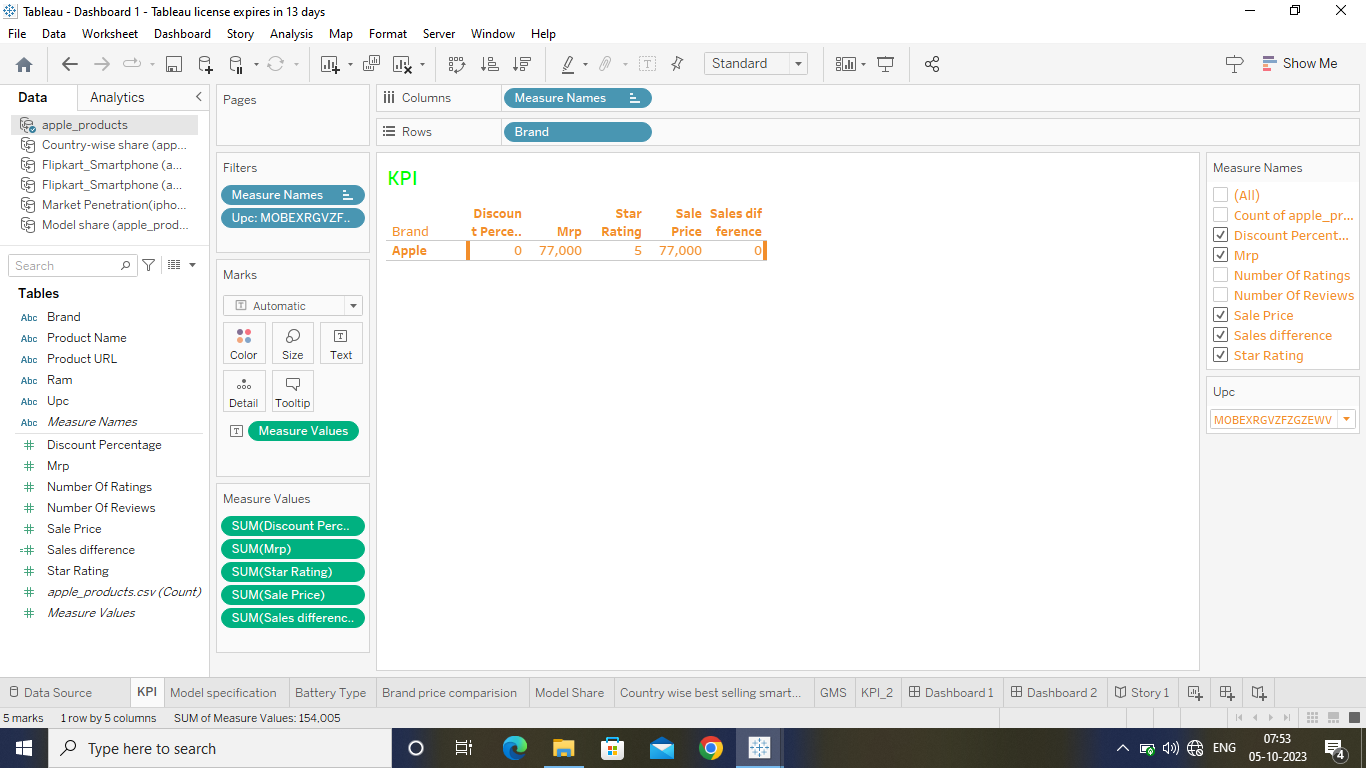 Tableau - Dashboard 1 - Tableau license expires in 13 days
File Data Worksheet Dashboard Story Analysis Map Format Server Window Help
Standard
Show Me
Data Analytics
apple_products
Country-wise share (app...
Flipkart_Smartphone (a...
Flipkart_Smartphone (a...
Market Penetration(ipho...
Model share (apple_prod...
Search
Tables
Abc Brand
Abc Product Name
Abc Product URL
Abc Ram
Abc Upc
Abc Measure Names
Discount Percentage
Mrp
Number Of Ratings
Number Of Reviews
Sale Price
Sales difference
Star Rating
apple_products.csv (Count)
Measure Values
Pages
Filters
Measure Names
Upc: MOBEXRGVZF..
Marks
Automatic
Color Size Text
Detail Tooltip
Measure Values
Measure Values
SUM(Discount Perc..
SUM(Mrp)
SUM(Star Rating)
SUM(Sale Price)
SUM(Sales differenc..
Columns Measure Names
Rows Brand
KPI
Discoun Star Sale Sales dif
Brand t Perce.. Mrp Rating Price ference
Apple 0 77,000 5 77,000 0
Measure Names
(All)
Count of apple_pr...
Discount Percent...
Mrp
Number Of Ratings
Number Of Reviews
Sale Price
Sales difference
Star Rating
Upc
MOBEXRGVZFZGZEWV
Data Source KPI Model specification Battery Type Brand price comparision Model Share Country wise best selling smart... GMS KPI_2 Dashboard 1 Dashboard 2 Story 1
5 marks 1 row by 5 columns SUM of Measure Values: 154,005
Type here to search
ENG
07:53
05-10-2023
4